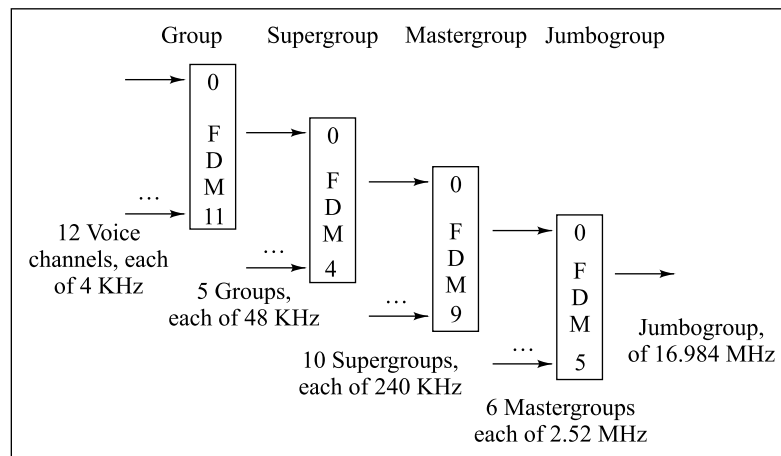 Group Supergroup Mastergroup Jumbogroup
0
F
D
M
11
...
12 Voice
channels, each
of 4 KHz
0
F
D
M
4
...
5 Groups,
each of 48 KHz
0
F
D
M
9
...
10 Supergroups,
each of 240 KHz
0
F
D
M
5
...
6 Mastergroups
each of 2.52 MHz
Jumbogroup,
of 16.984 MHz